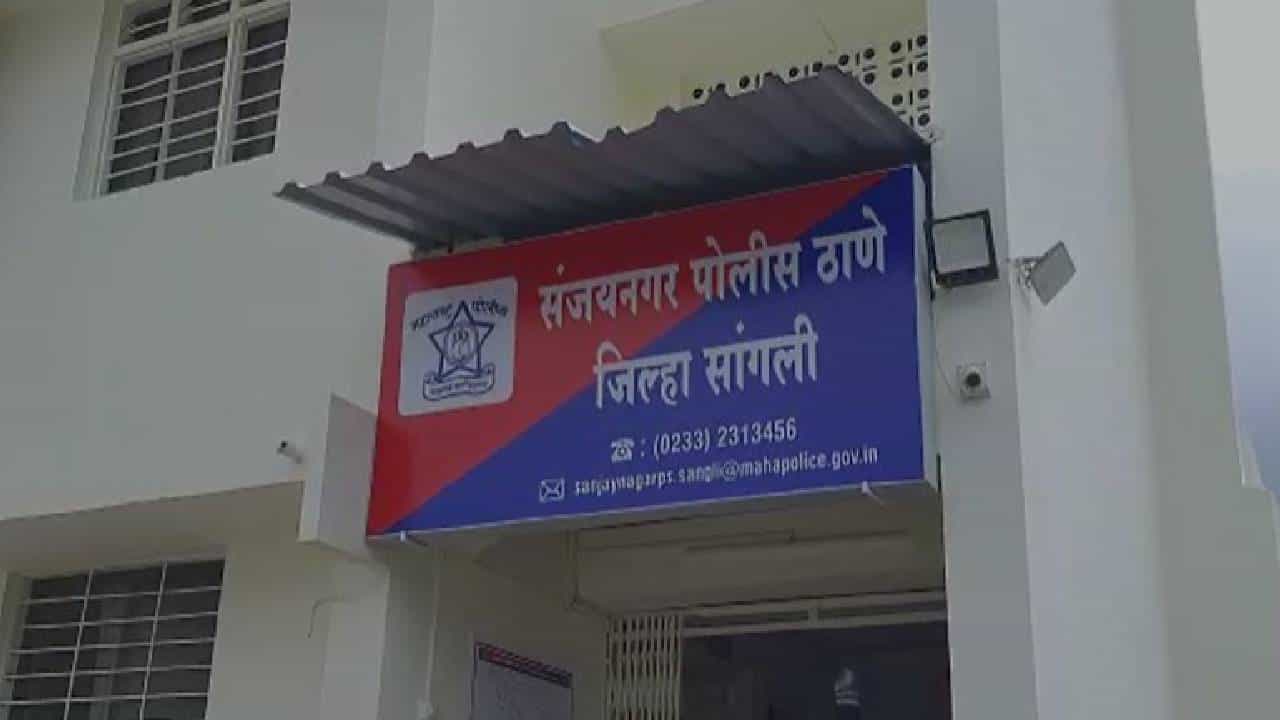 संजयनगर पोलीस ठाणे
जिल्हा सांगली
: (0233) 2313456
sanjaynagarps.sangli@mahapolice.gov.in